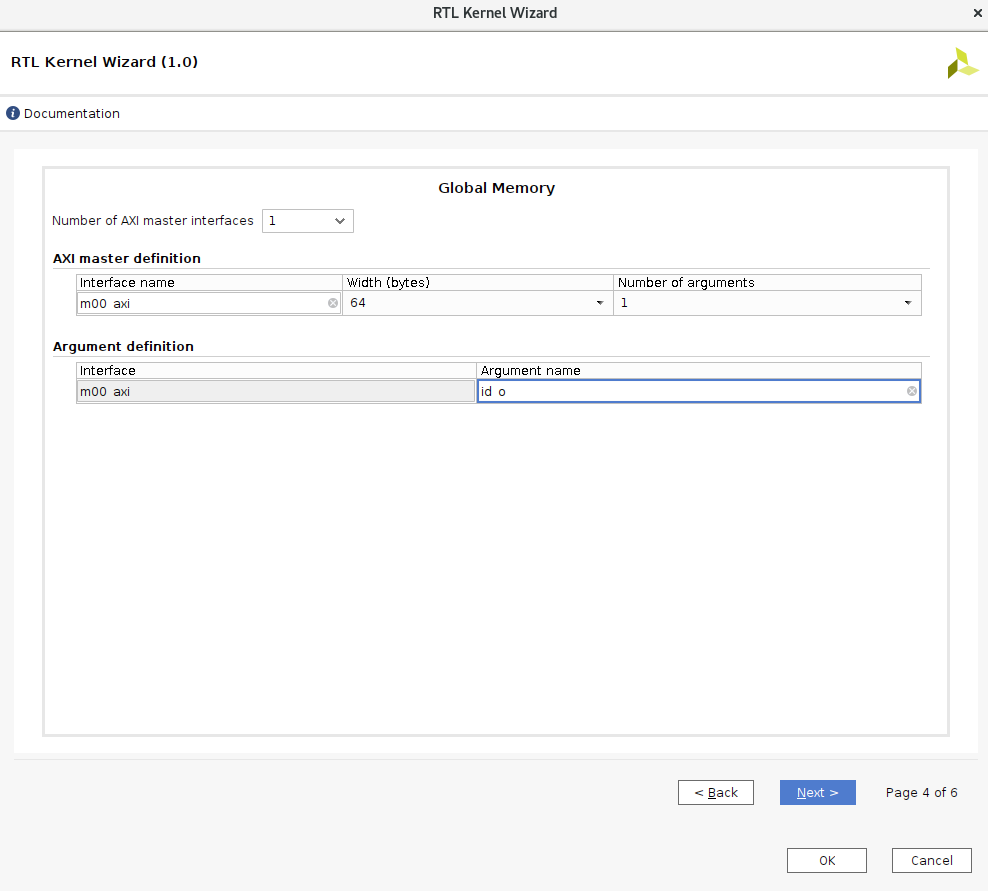 RTL Kernel Wizard
RTL Kernel Wizard (1.0)
Documentation
Global Memory
Number of AXI master interfaces 1
AXI master definition
Interface name Width (bytes) Number of arguments
m00_axi 64 1
Argument definition
Interface Argument name
m00_axi id_o
< Back Next > Page 4 of 6
OK Cancel